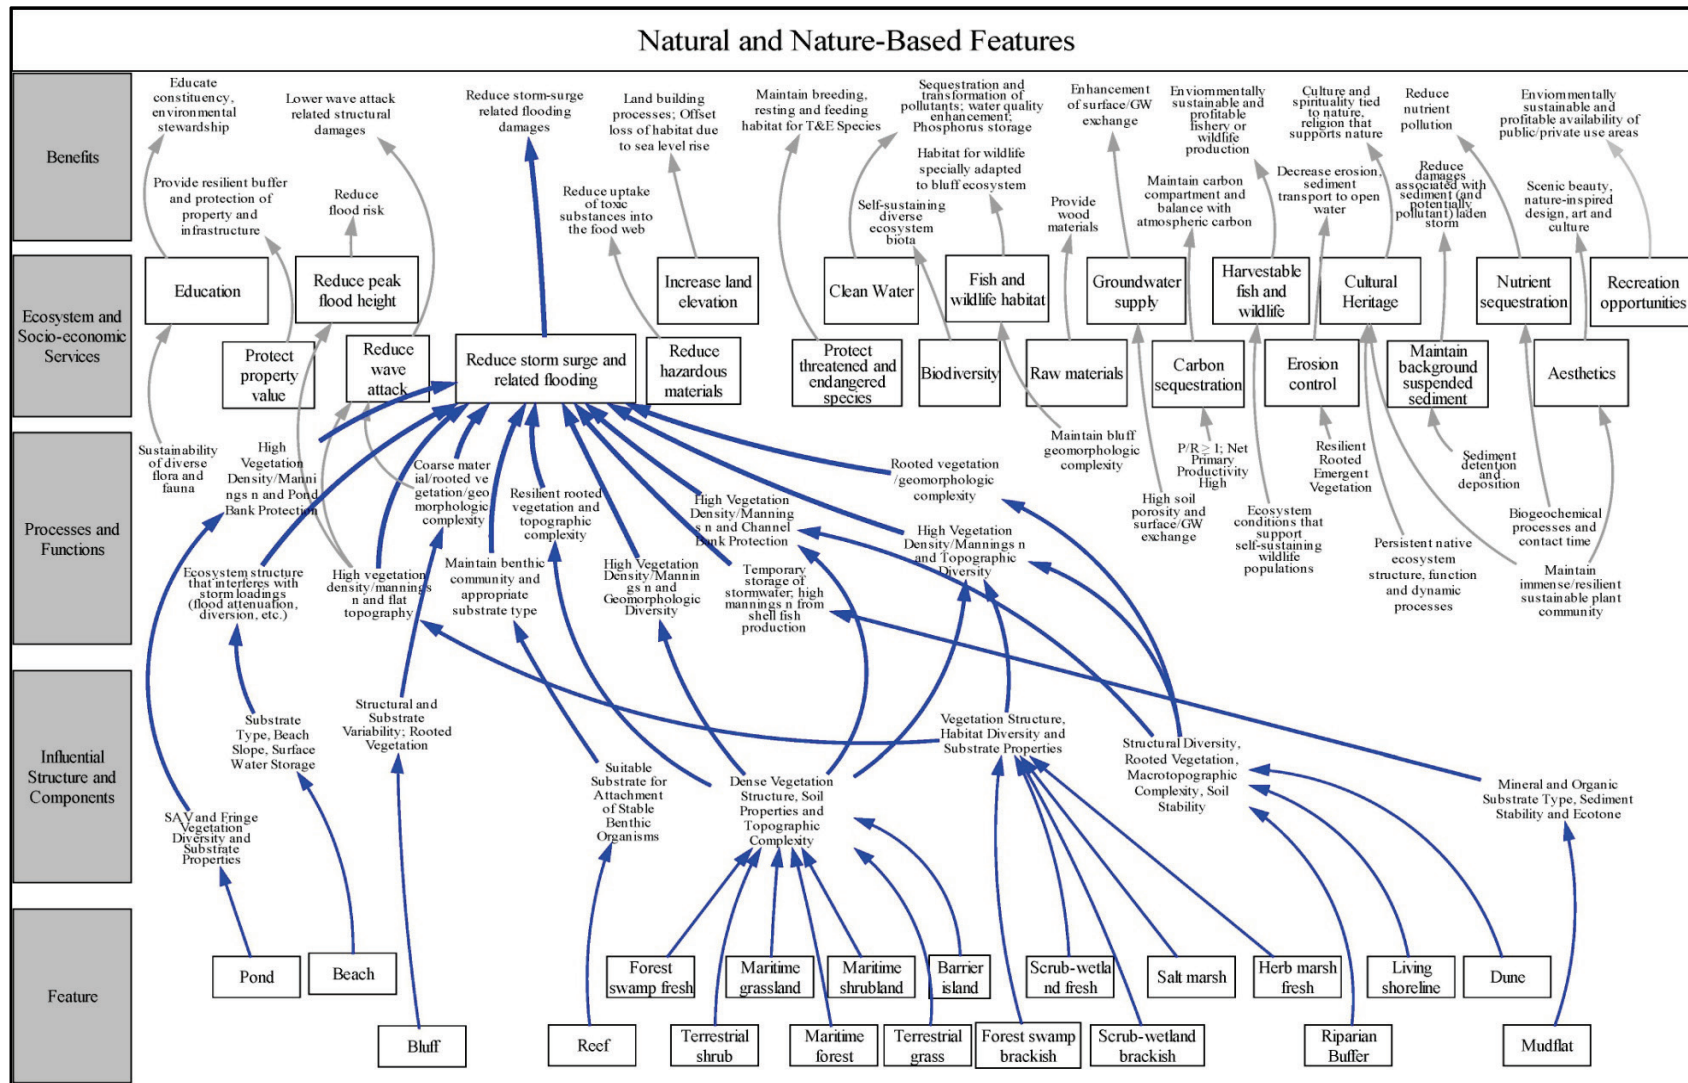 Natural and Nature-Based Features
Benefits
Educate
constituency,
environmental
stewardship
Lower wave attack
related structural
damages
Reduce storm-surge
related flooding
damages
Land building
processes; Offset
loss of habitat due
to sea level rise
Maintain breeding,
resting and feeding
habitat for T&E Species
Sequestration and
transformation of
pollutants; water quality
enhancement;
Phosphorus storage
Enhancement
of surface/GW
exchange
Enviornmentally
sustainable and
profitable
fishery or
wildlife
production
Culture and
spirituality tied
to nature,
religion that
supports nature
Reduce
nutrient
pollution
Enviornmentally
sustainable and
profitable availability of
public/private use areas
Provide resilient buffer
and protection of
property and
infrastructure
Reduce
flood risk
Reduce uptake
of toxic
substances into
the food web
Self-sustaining
diverse
ecosystem
biota
Habitat for wildlife
specially adapted
to bluff ecosystem
Provide
wood
materials
Maintain carbon
compartment and
balance with
atmospheric carbon
Decrease erosion,
sediment
transport to open
water
Reduce
damages
associated with
sediment (and
potentially
pollutant) laden
storm
Scenic beauty,
nature-inspired
design, art and
culture
Ecosystem and
Socio-economic
Services
Education
Reduce peak
flood height
Increase land
elevation
Clean Water
Fish and
wildlife habitat
Groundwater
supply
Harvestable
fish and
wildlife
Cultural
Heritage
Nutrient
sequestration
Recreation
opportunities
Protect
property
value
Reduce
wave
attack
Reduce storm surge and
related flooding
Reduce
hazardous
materials
Protect
threatened and
endangered
species
Biodiversity
Raw materials
Carbon
sequestration
Erosion
control
Maintain
background
suspended
sediment
Aesthetics
Processes and
Functions
Sustainability
of diverse
flora and
fauna
High
Vegetation
Density/Manni
ngs n and Pond
Bank Protection
Coarse mater
ial/rooted ve
getation/geo
morphologic
complexity
Resilient rooted
vegetation and
topographic
complexity
High Vegetation
Density/Manning
s n and Channel
Bank Protection
Rooted vegetation
/geomorphologic
complexity
Maintain bluff
geomorphologic
complexity
High soil
porosity and
surface/GW
exchange
P/R ≥ 1; Net
Primary
Productivity
High
Resilient
Rooted
Emergent
Vegetation
Sediment
detention and
deposition
Ecosystem structure
that interferes with
storm loadings
(flood attenuation,
diversion, etc.)
High vegetation
density/mannings
n and flat
topography
Maintain benthic
community and
appropriate
substrate type
High Vegetation
Density/Mannin
gs n and
Geomorphologic
Diversity
Temporary
storage of
stormwater; high
mannings n from
shell fish
production
High Vegetation
Density/Mannings n
and Topographic
Diversity
Ecosystem
conditions that
support
self-sustaining
wildlife
populations
Persistent native
ecosystem
structure, function
and dynamic
processes
Biogeochemical
processes and
contact time
Maintain
immense/resilient
sustainable plant
community
Influential
Structure and
Components
SAV and Fringe
Vegetation
Diversity and
Substrate
Properties
Substrate
Type, Beach
Slope, Surface
Water Storage
Structural and
Substrate
Variability; Rooted
Vegetation
Suitable
Substrate for
Attachment of
Stable
Benthic
Organisms
Dense Vegetation
Structure, Soil
Properties and
Topographic
Complexity
Vegetation Structure,
Habitat Diversity and
Substrate Properties
Structural Diversity,
Rooted Vegetation,
Macrotopographic
Complexity, Soil
Stability
Mineral and Organic
Substrate Type, Sediment
Stability and Ecotone
Feature
Pond
Beach
Forest
swamp fresh
Maritime
grassland
Maritime
shrubland
Barrier
island
Scrub-wetla
nd fresh
Salt marsh
Herb marsh
fresh
Living
shoreline
Dune
Bluff
Reef
Terrestrial
shrub
Maritime
forest
Terrestrial
grass
Forest swamp
brackish
Scrub-wetland
brackish
Riparian
Buffer
Mudflat